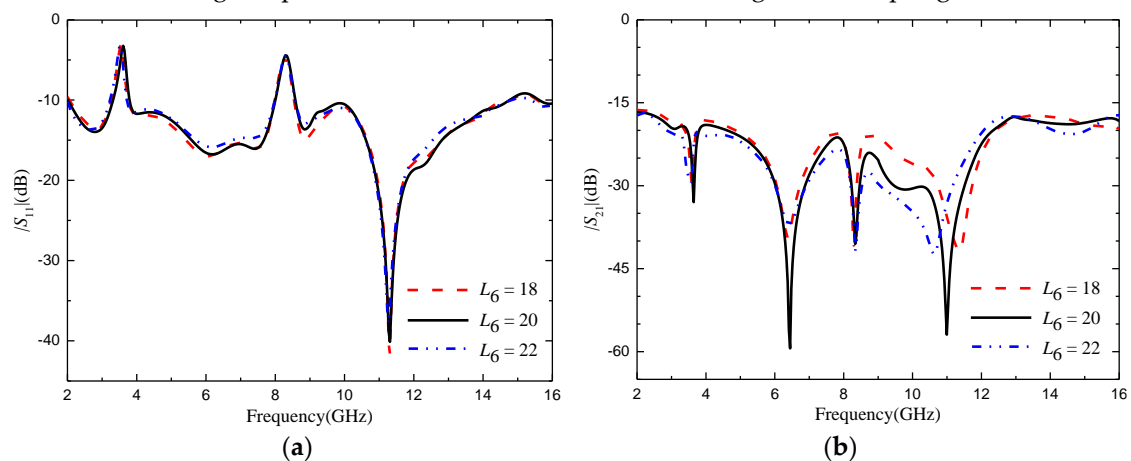 0
-10
-20
-30
-40
/S11|(dB)
L6 = 18
L6 = 20
L6 = 22
2 4 6 8 10 12 14 16
Frequency(GHz)
(a)
0
-15
-30
-45
-60
/S21|(dB)
L6 = 18
L6 = 20
L6 = 22
2 4 6 8 10 12 14 16
Frequency(GHz)
(b)